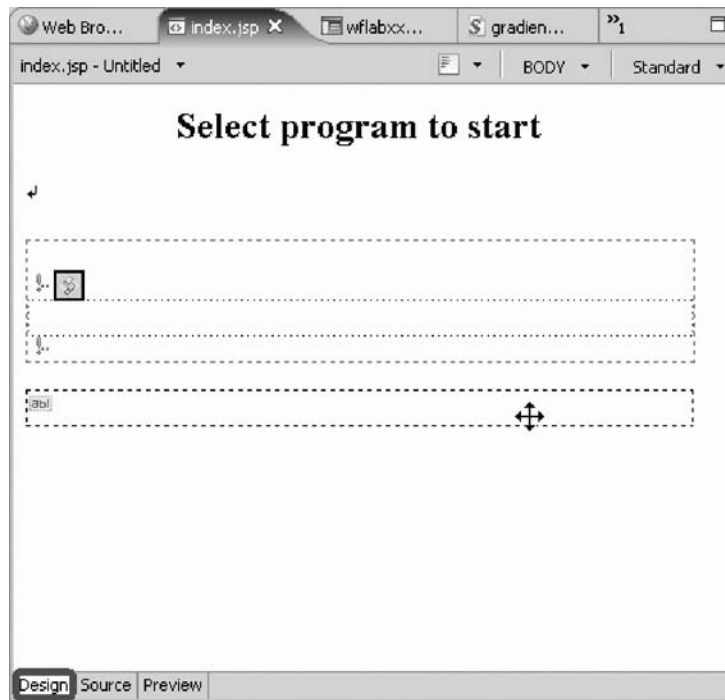 Web Bro... index.jsp wflabxx... gradien... »1
index.jsp - Untitled BODY Standard
Select program to start
abl
Design Source Preview